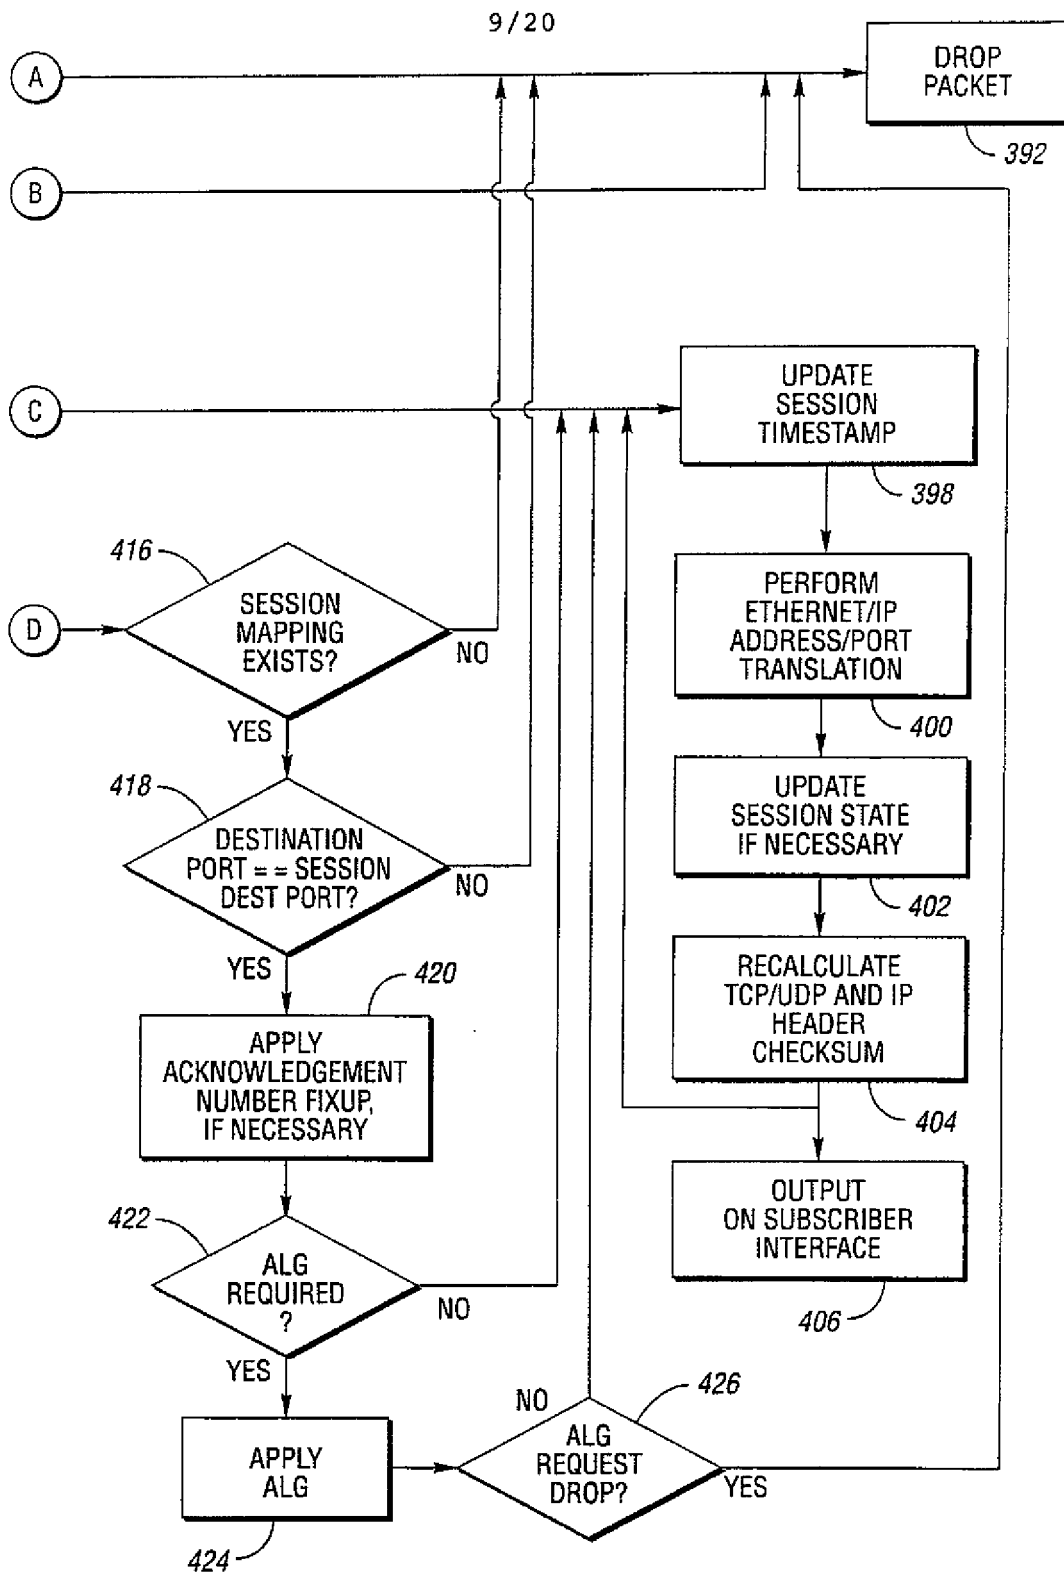 9/20
A
DROP
PACKET
392
B
C
UPDATE
SESSION
TIMESTAMP
398
416
D
SESSION
MAPPING
EXISTS?
NO
YES
PERFORM
ETHERNET/IP
ADDRESS/PORT
TRANSLATION
400
418
DESTINATION
PORT == SESSION
DEST PORT?
NO
YES
UPDATE
SESSION STATE
IF NECESSARY
402
420
APPLY
ACKNOWLEDGEMENT
NUMBER FIXUP,
IF NECESSARY
RECALCULATE
TCP/UDP AND IP
HEADER
CHECKSUM
404
422
ALG
REQUIRED
?
NO
YES
OUTPUT
ON SUBSCRIBER
INTERFACE
406
APPLY
ALG
424
NO
426
ALG
REQUEST
DROP?
YES